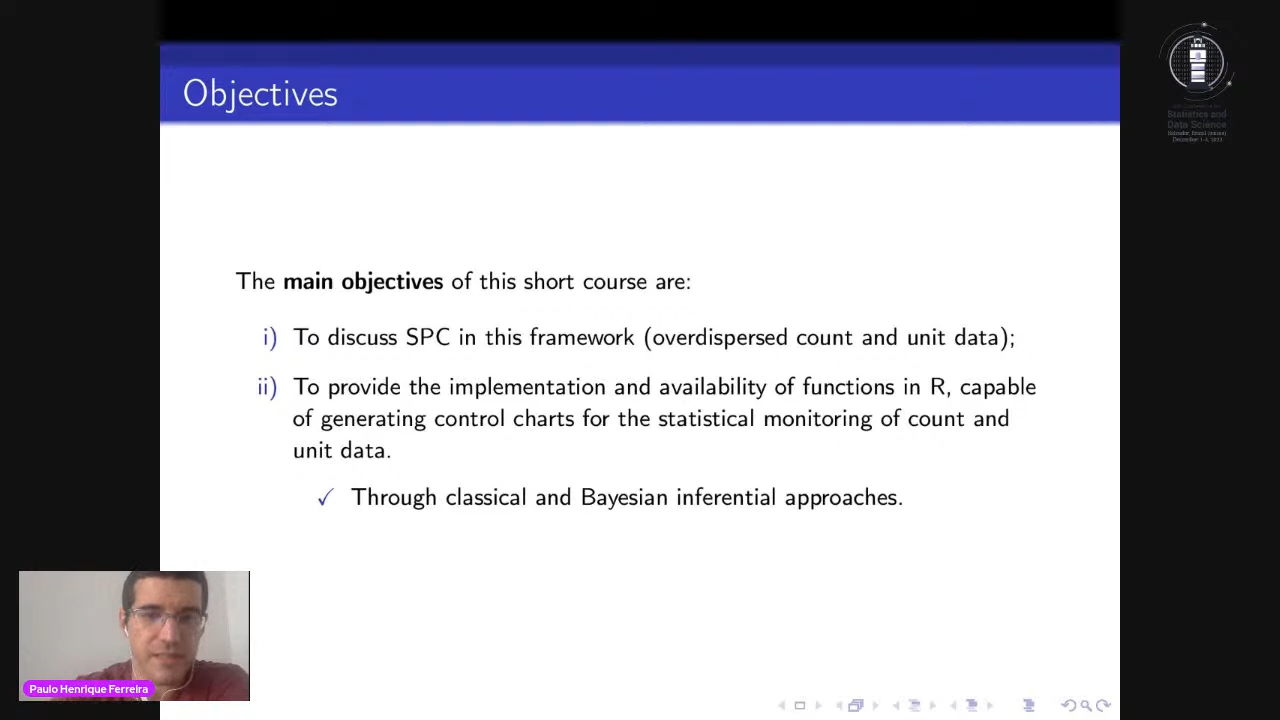 Objectives
Statistics and
Data Science
The main objectives of this short course are:
i) To discuss SPC in this framework (overdispersed count and unit data);
ii) To provide the implementation and availability of functions in R, capable
of generating control charts for the statistical monitoring of count and
unit data.
✓ Through classical and Bayesian inferential approaches.
Paulo Henrique Ferreira